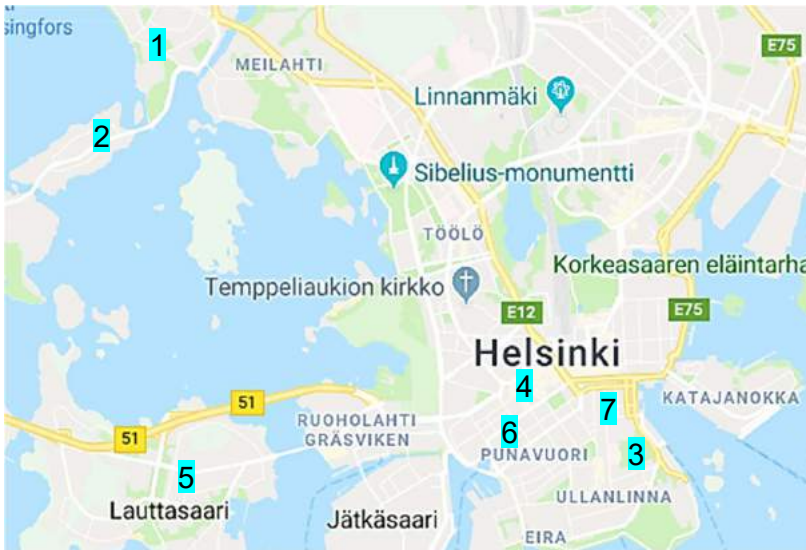 singfors
1
MEILAHTI
E75
Linnanmäki
2
Sibelius-monumentti
TÖÖLÖ
Korkeasaaren eläintarha
Temppeliaukion kirkko
E12
E75
Helsinki
4
KATAJANOKKA
51
7
RUOHOLAHTI
GRÄSVIKEN
6
51
PUNAVUORI
3
5
ULLANLINNA
Lauttasaari
Jätkäsaari
EIRA